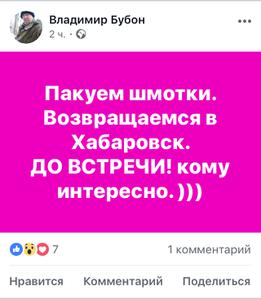 Владимир Бубон
2 ч. ·
Пакуем шмотки.
Возвращаемся в
Хабаровск.
ДО ВСТРЕЧИ! кому
интересно. )))
7
1 комментарий
Нравится Комментарий Поделиться